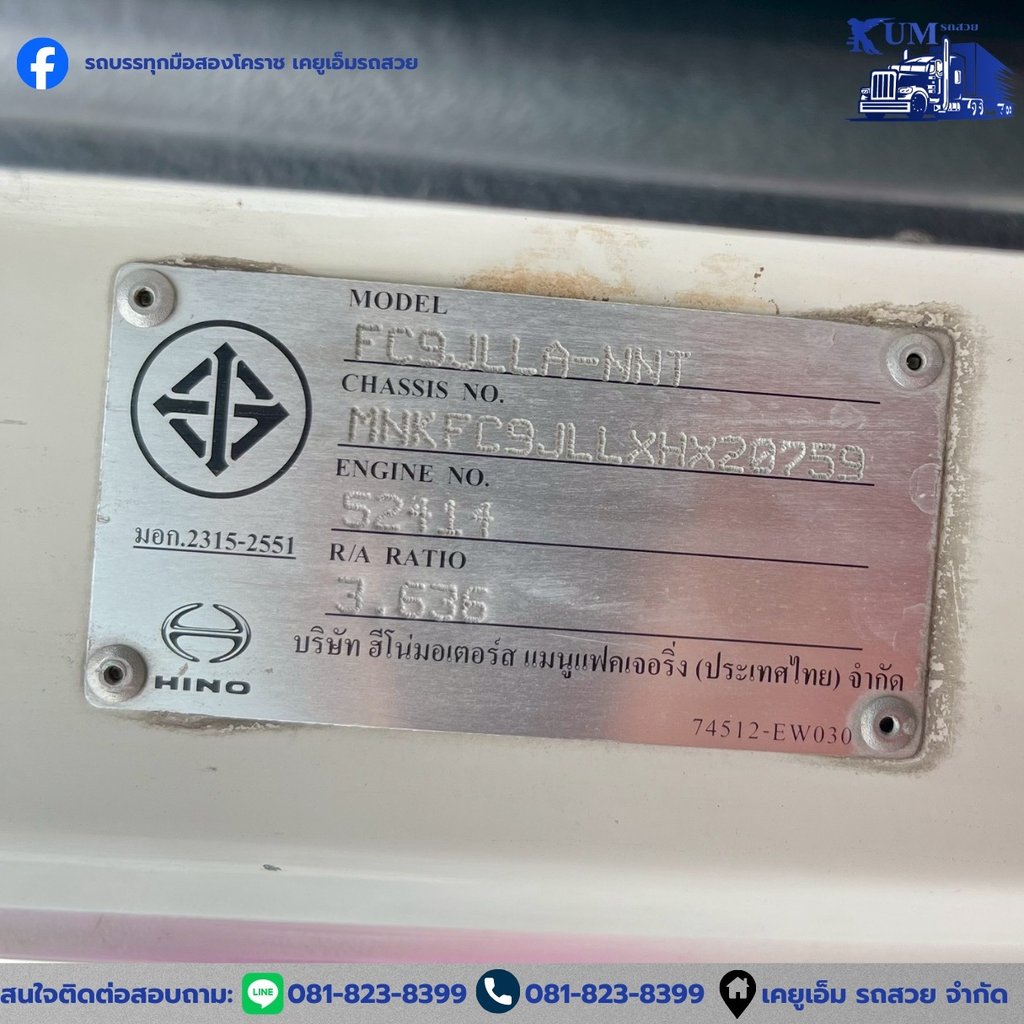 รถบรรทุกมือสองโคราช เคยูเอ็มรถสวย
KUM รถสวย
MODEL
FC9JLLA-NNT
CHASSIS NO.
MNKFC9JLLXHX20759
ENGINE NO.
52414
มอก.2315-2551
R/A RATIO
3.636
บริษัท ฮีโน่มอเตอร์ส แมนูแฟคเจอริ่ง (ประเทศไทย) จำกัด
HINO
74512-EW030
สนใจติดต่อสอบถาม: LINE 081-823-8399 081-823-8399 เคยูเอ็ม รถสวย จำกัด